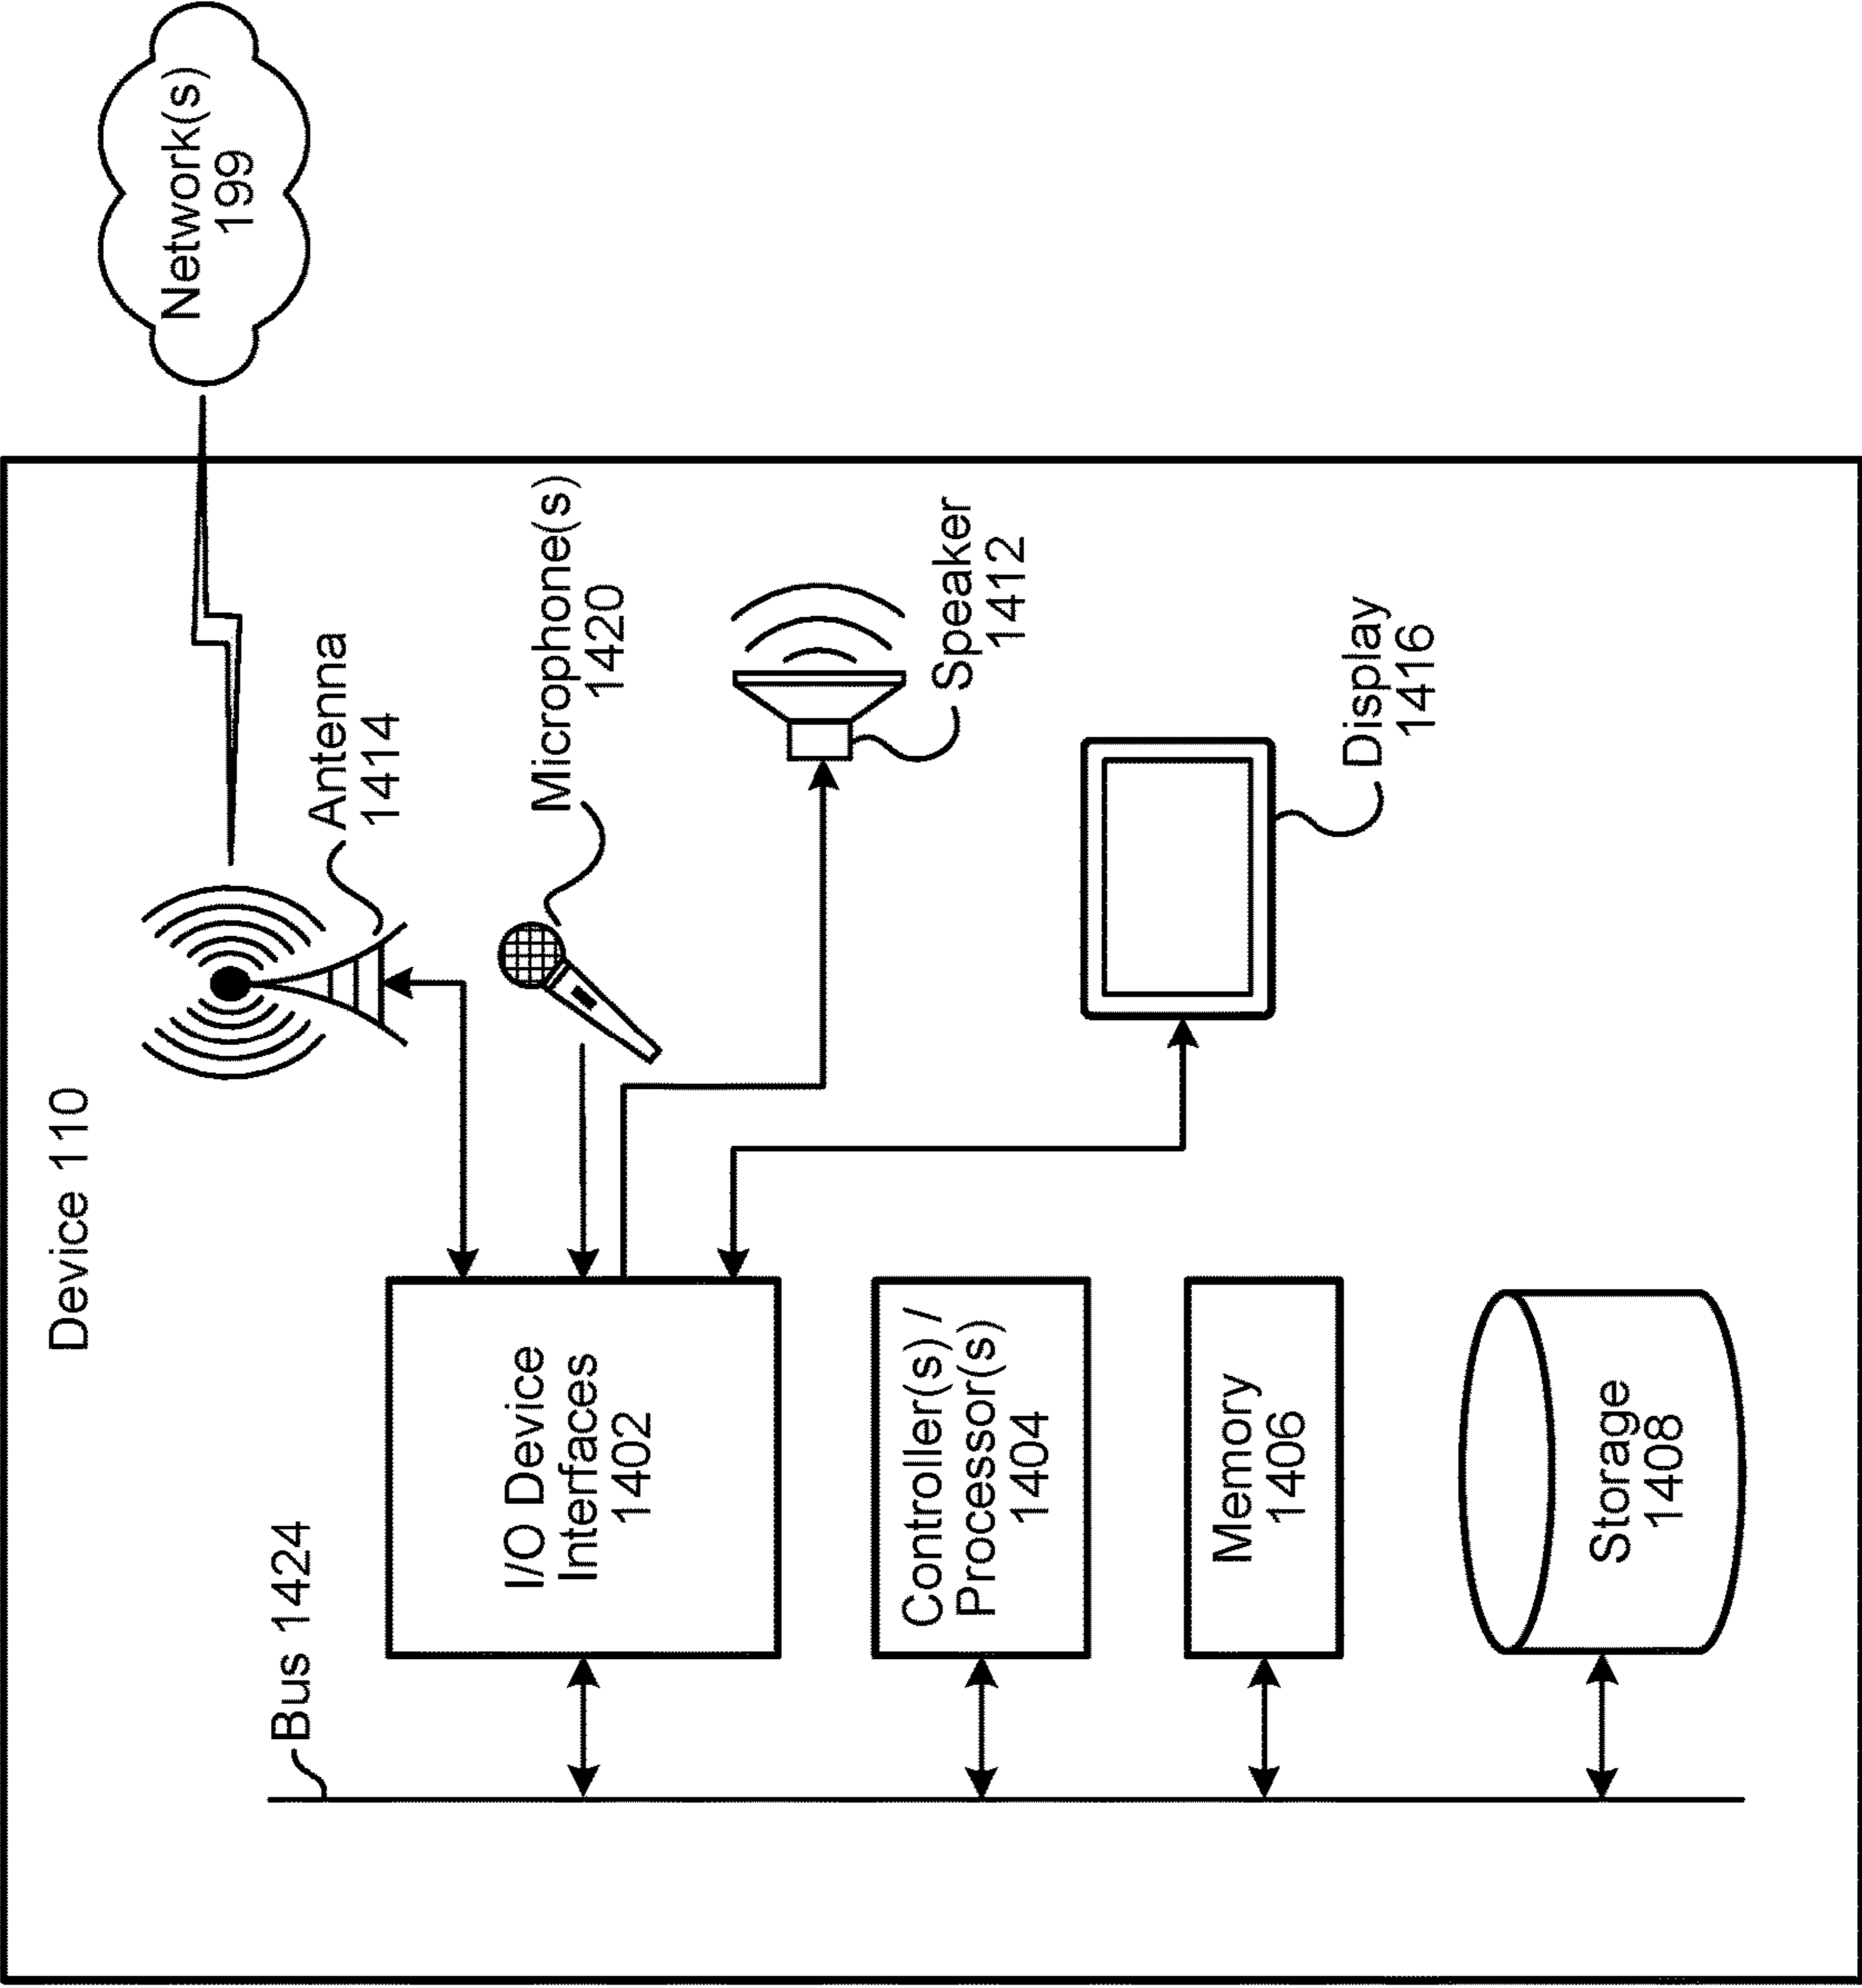 Device 110
Bus 1424
I/O Device
Interfaces
1402
Controller(s) /
Processor(s)
1404
Memory
1406
Storage
1408
Antenna
1414
Microphone(s)
1420
Speaker
1412
Display
1416
Network(s)
199